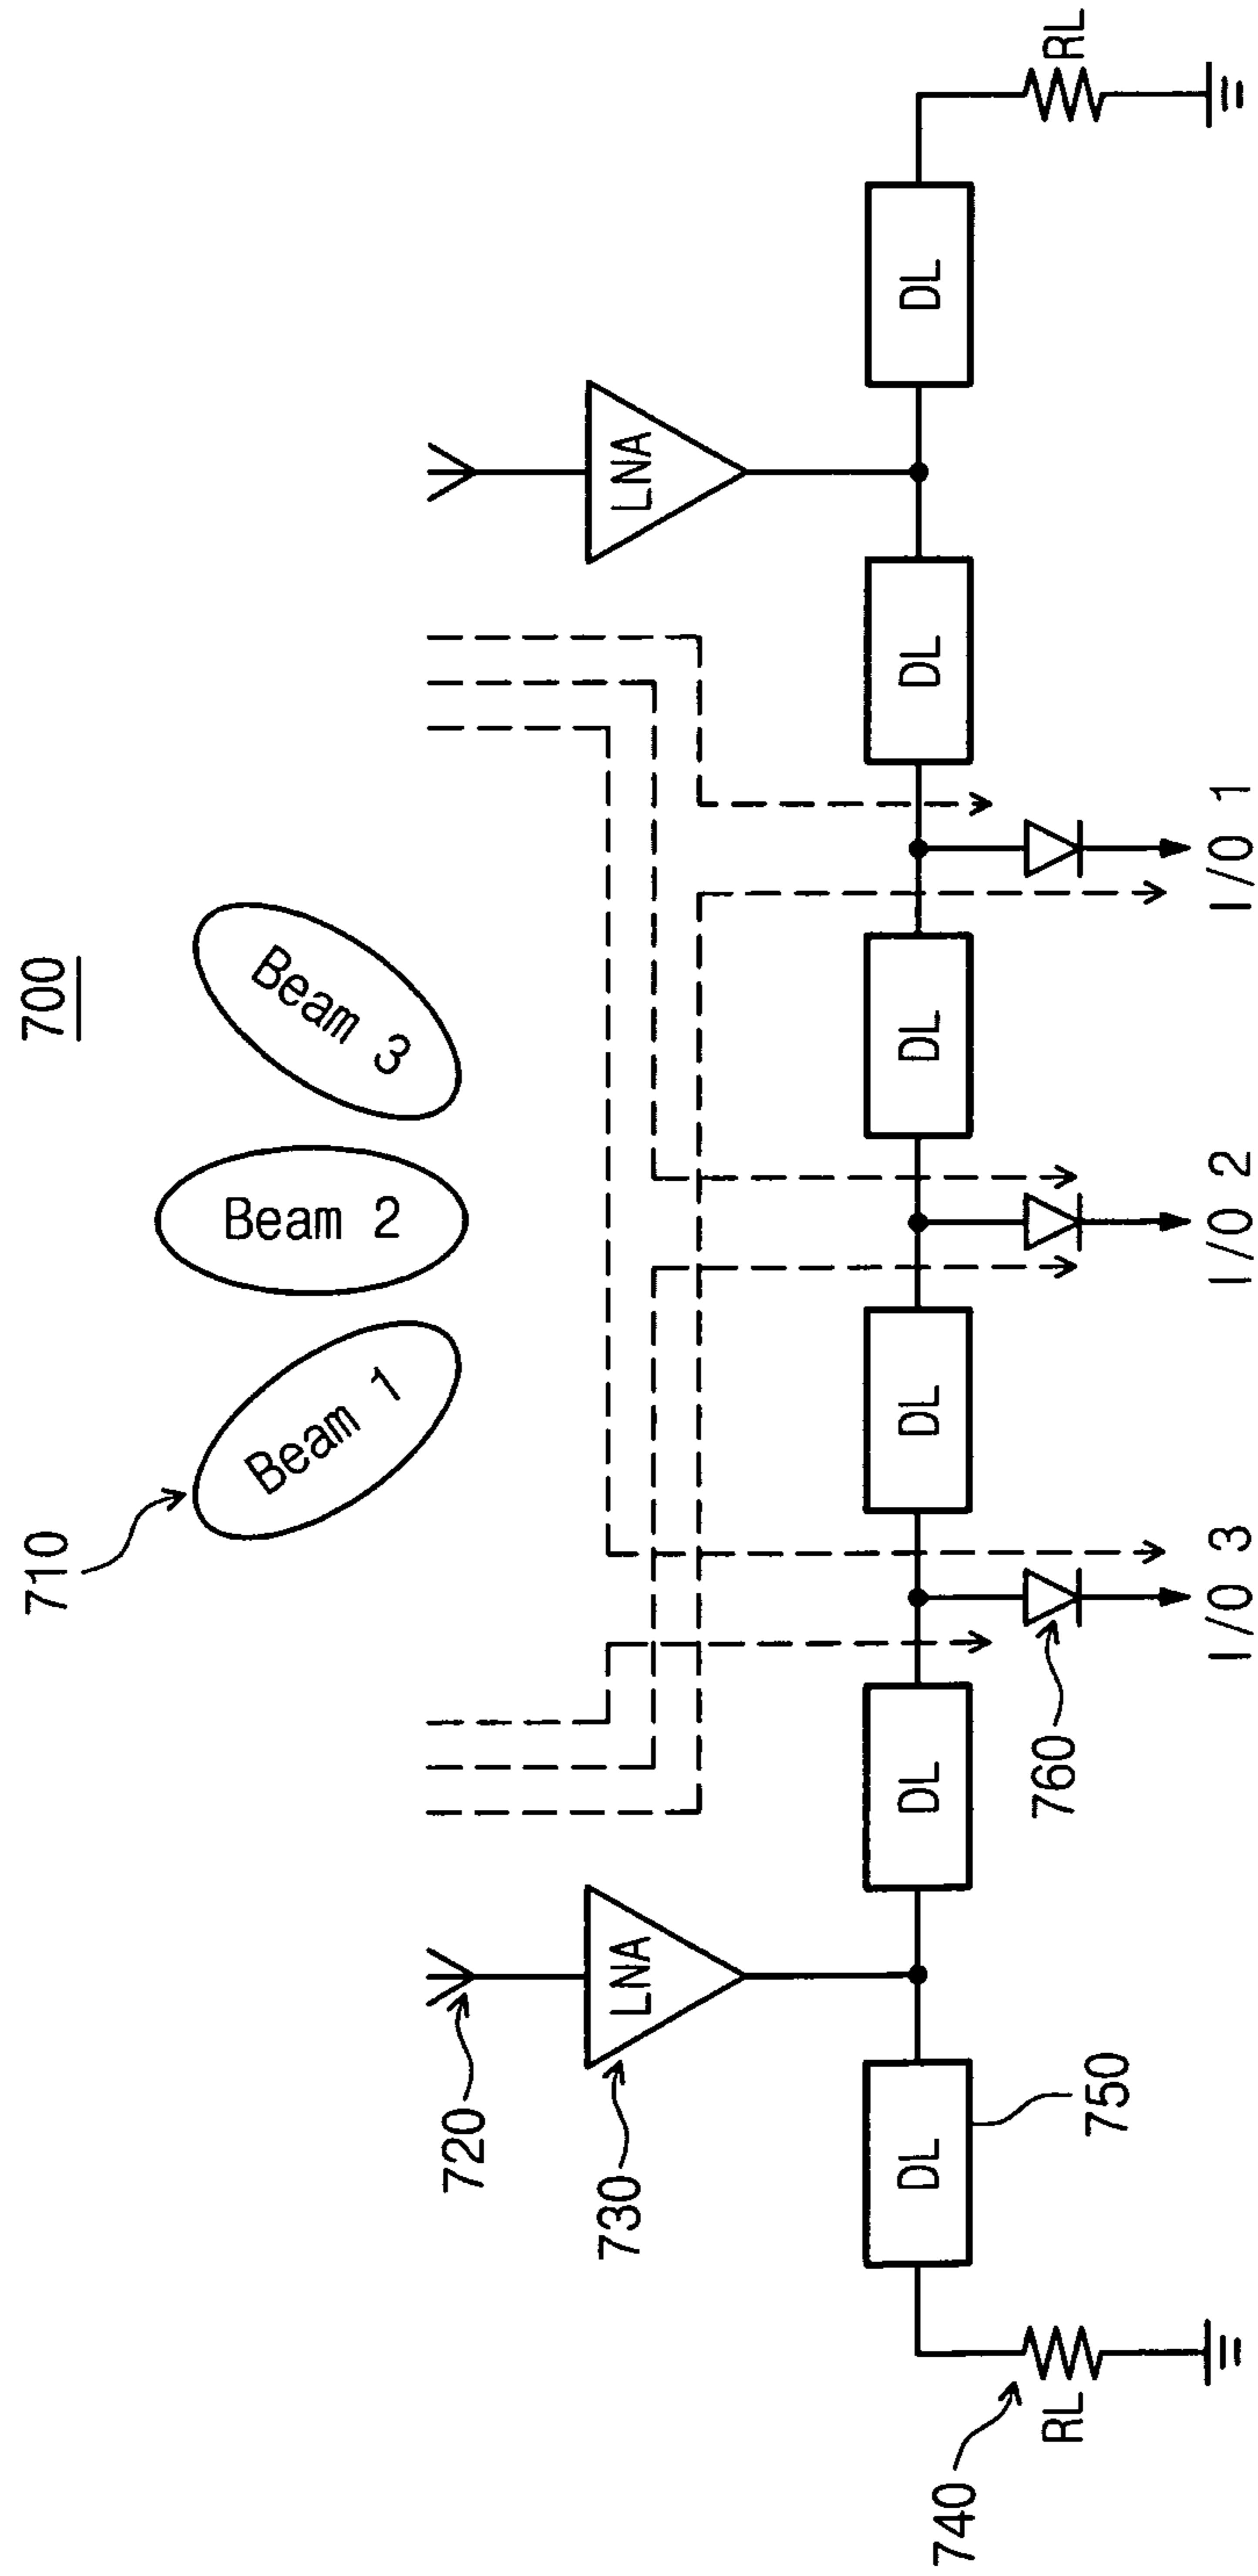 700
710
Beam 1
Beam 2
Beam 3
720
730
LNA
LNA
740
RL
DL
750
DL
DL
DL
DL
DL
RL
760
I/O 3
I/O 2
I/O 1